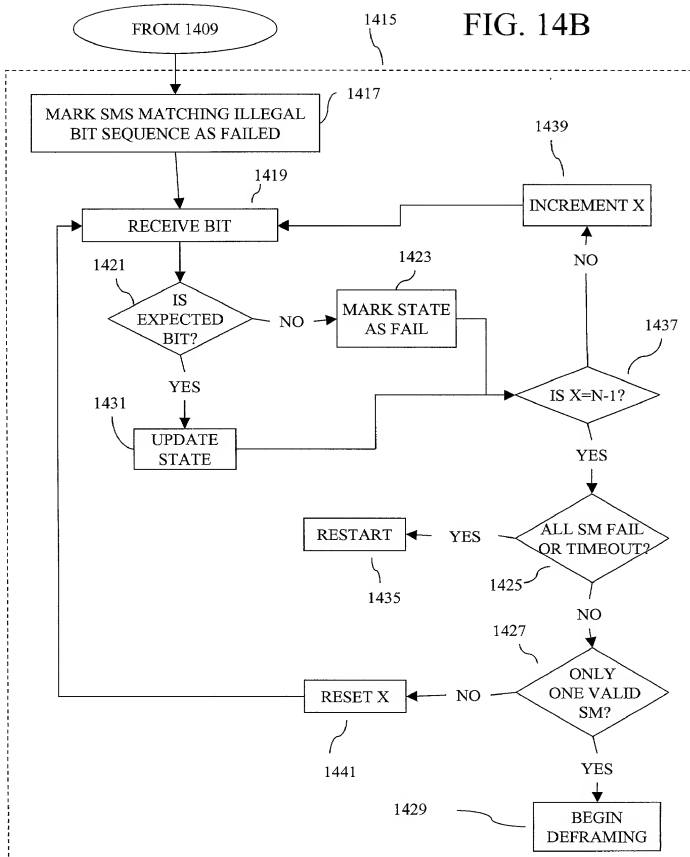 FROM 1409
FIG. 14B
1415
1417
MARK SMS MATCHING ILLEGAL
BIT SEQUENCE AS FAILED
1439
1419
RECEIVE BIT
INCREMENT X
1421
1423
NO
IS
EXPECTED
BIT?
NO
MARK STATE
AS FAIL
1437
YES
IS X=N-1?
1431
UPDATE
STATE
YES
RESTART
YES
ALL SM FAIL
OR TIMEOUT?
1435
1425
NO
1427
ONLY
ONE VALID
SM?
RESET X
NO
1441
YES
1429
BEGIN
DEFRAMING